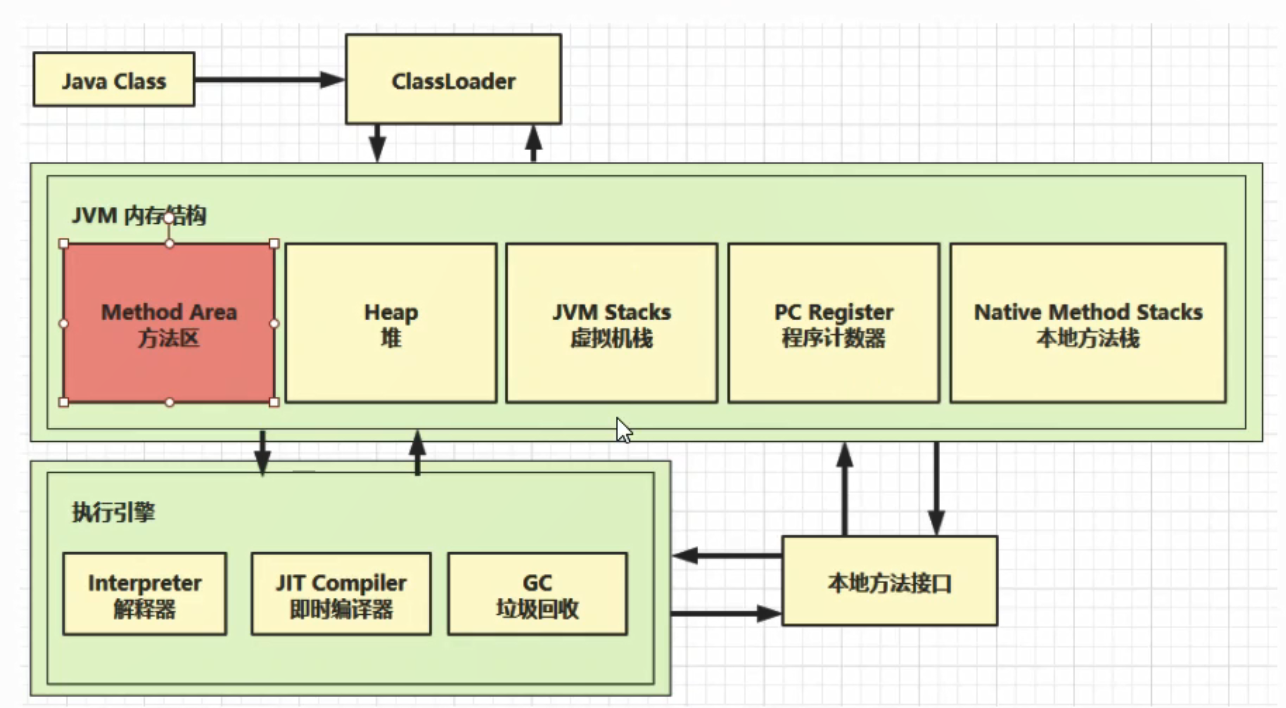 Java Class
ClassLoader
JVM 内存结构
Method Area
方法区
Heap
堆
JVM Stacks
虚拟机栈
PC Register
程序计数器
Native Method Stacks
本地方法栈
执行引擎
Interpreter
解释器
JIT Compiler
即时编译器
GC
垃圾回收
本地方法接口